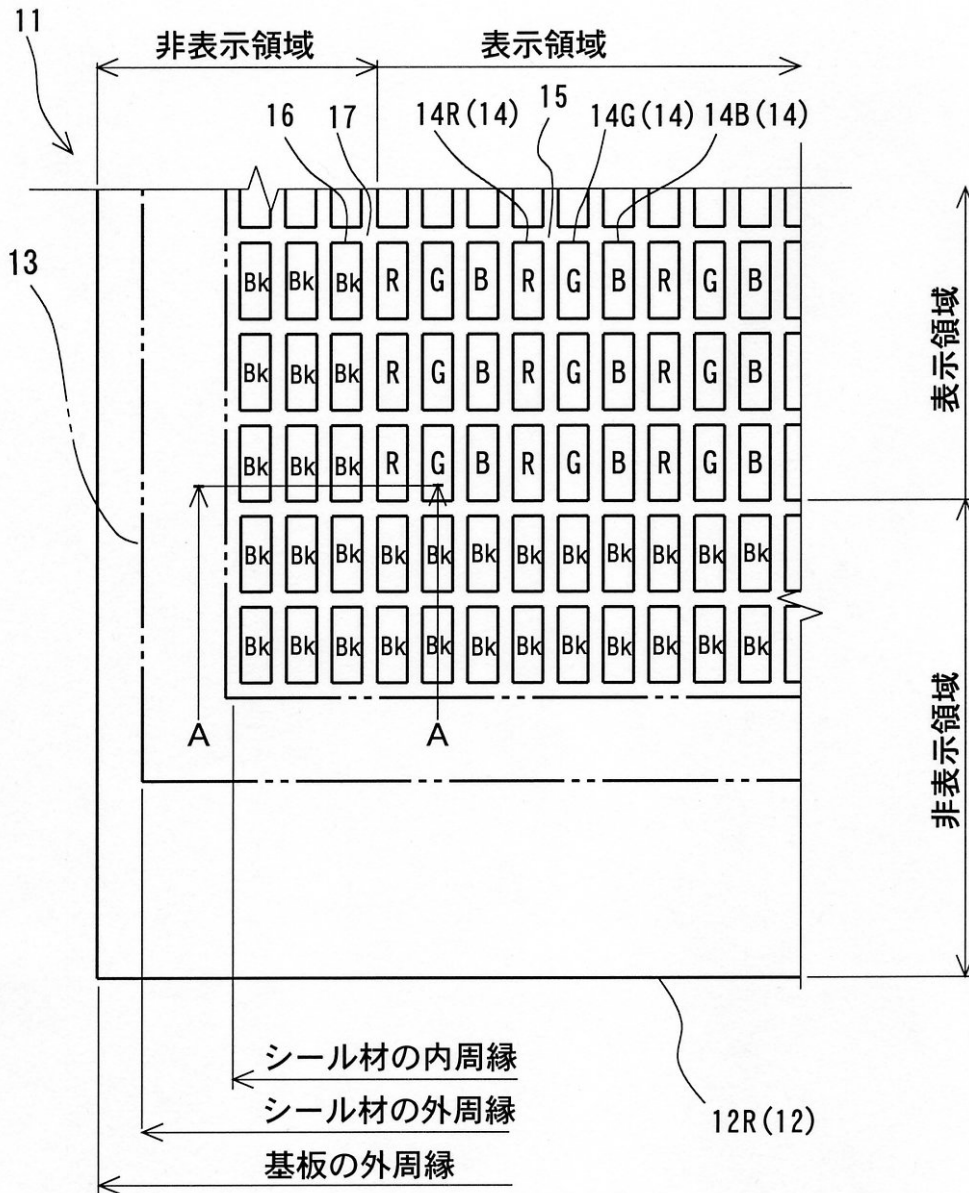 11
非表示領域
表示領域
16
17
14R(14)
15
14G(14)
14B(14)
13
Bk Bk Bk R G B R G B R G B
Bk Bk Bk R G B R G B R G B
Bk Bk Bk R G B R G B R G B
Bk Bk Bk Bk Bk Bk Bk Bk Bk Bk Bk Bk
Bk Bk Bk Bk Bk Bk Bk Bk Bk Bk Bk Bk
A
A
表示領域
非表示領域
シール材の内周縁
シール材の外周縁
基板の外周縁
12R(12)